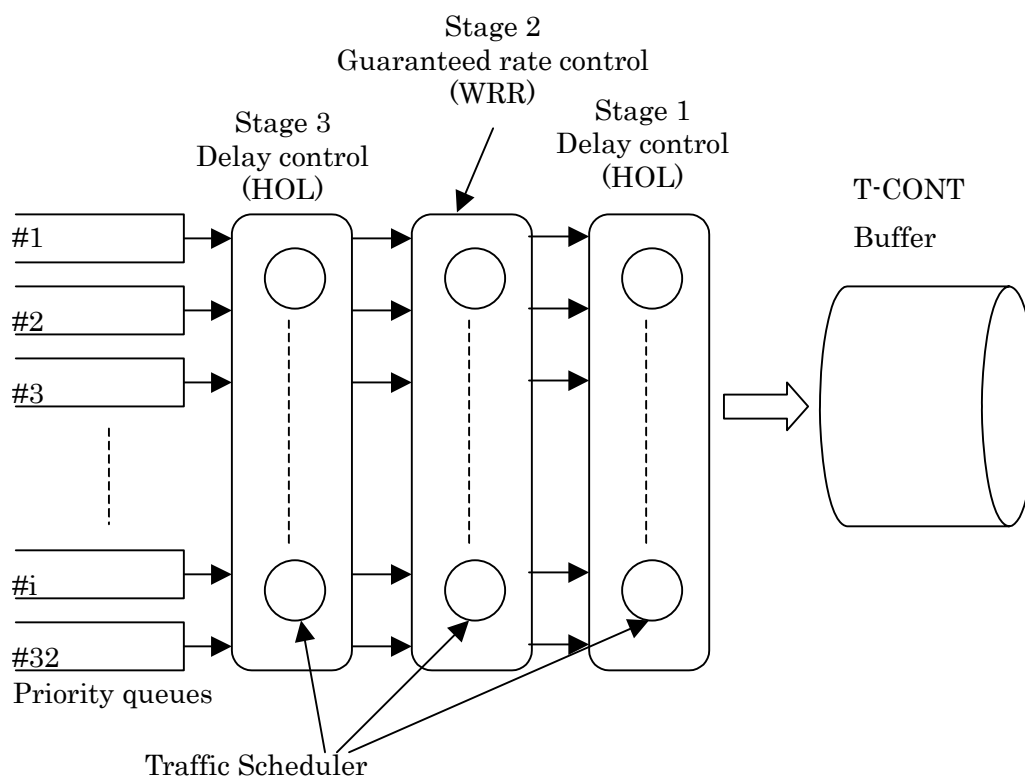 Stage 2
Guaranteed rate control
(WRR)
Stage 3
Delay control
(HOL)
Stage 1
Delay control
(HOL)
T-CONT
Buffer
#1
#2
#3
#i
#32
Priority queues
Traffic Scheduler